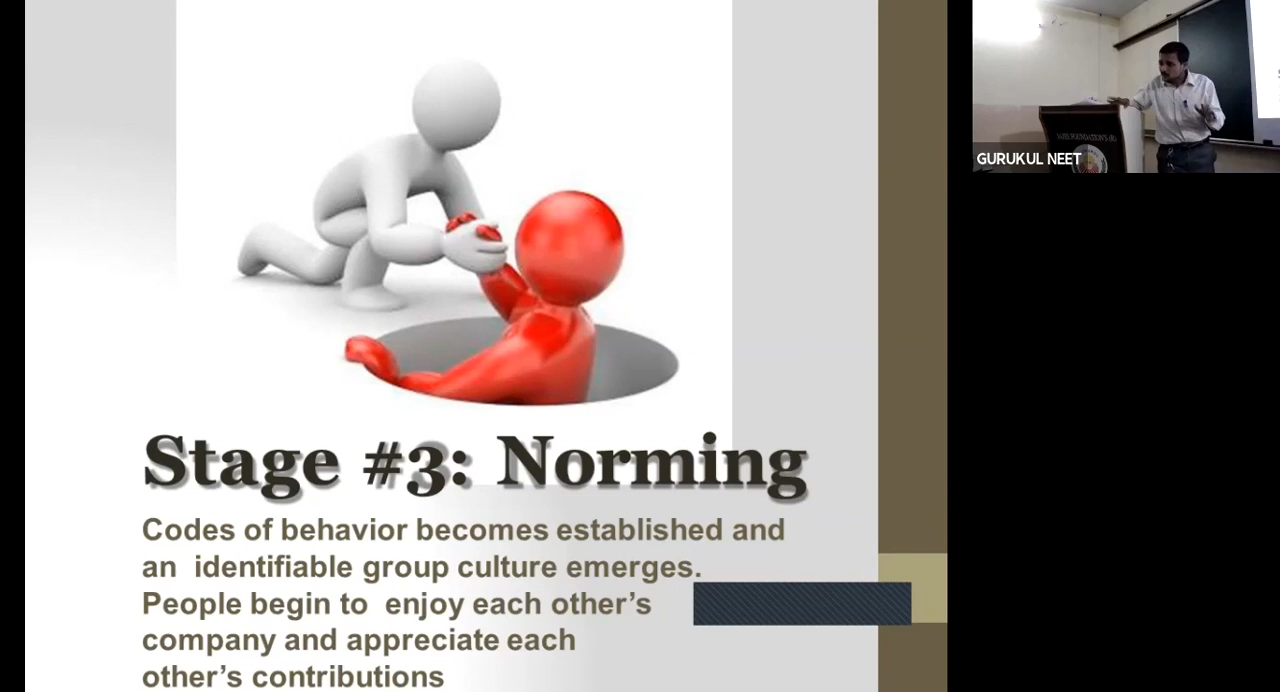 Stage #3: Norming
Codes of behavior becomes established and
an identifiable group culture emerges.
People begin to enjoy each other's
company and appreciate each
other's contributions
GURUKUL NEET